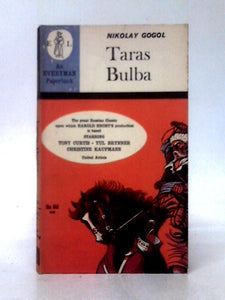 NIKOLAY GOGOL
E L
Taras
Bulba
An
EVERYMAN
Paperback
The great Russian Classic
upon which HAROLD HECHT'S production
is based
STARRING
TONY CURTIS · YUL BRYNNER
CHRISTINE KAUFMANN
United Artists